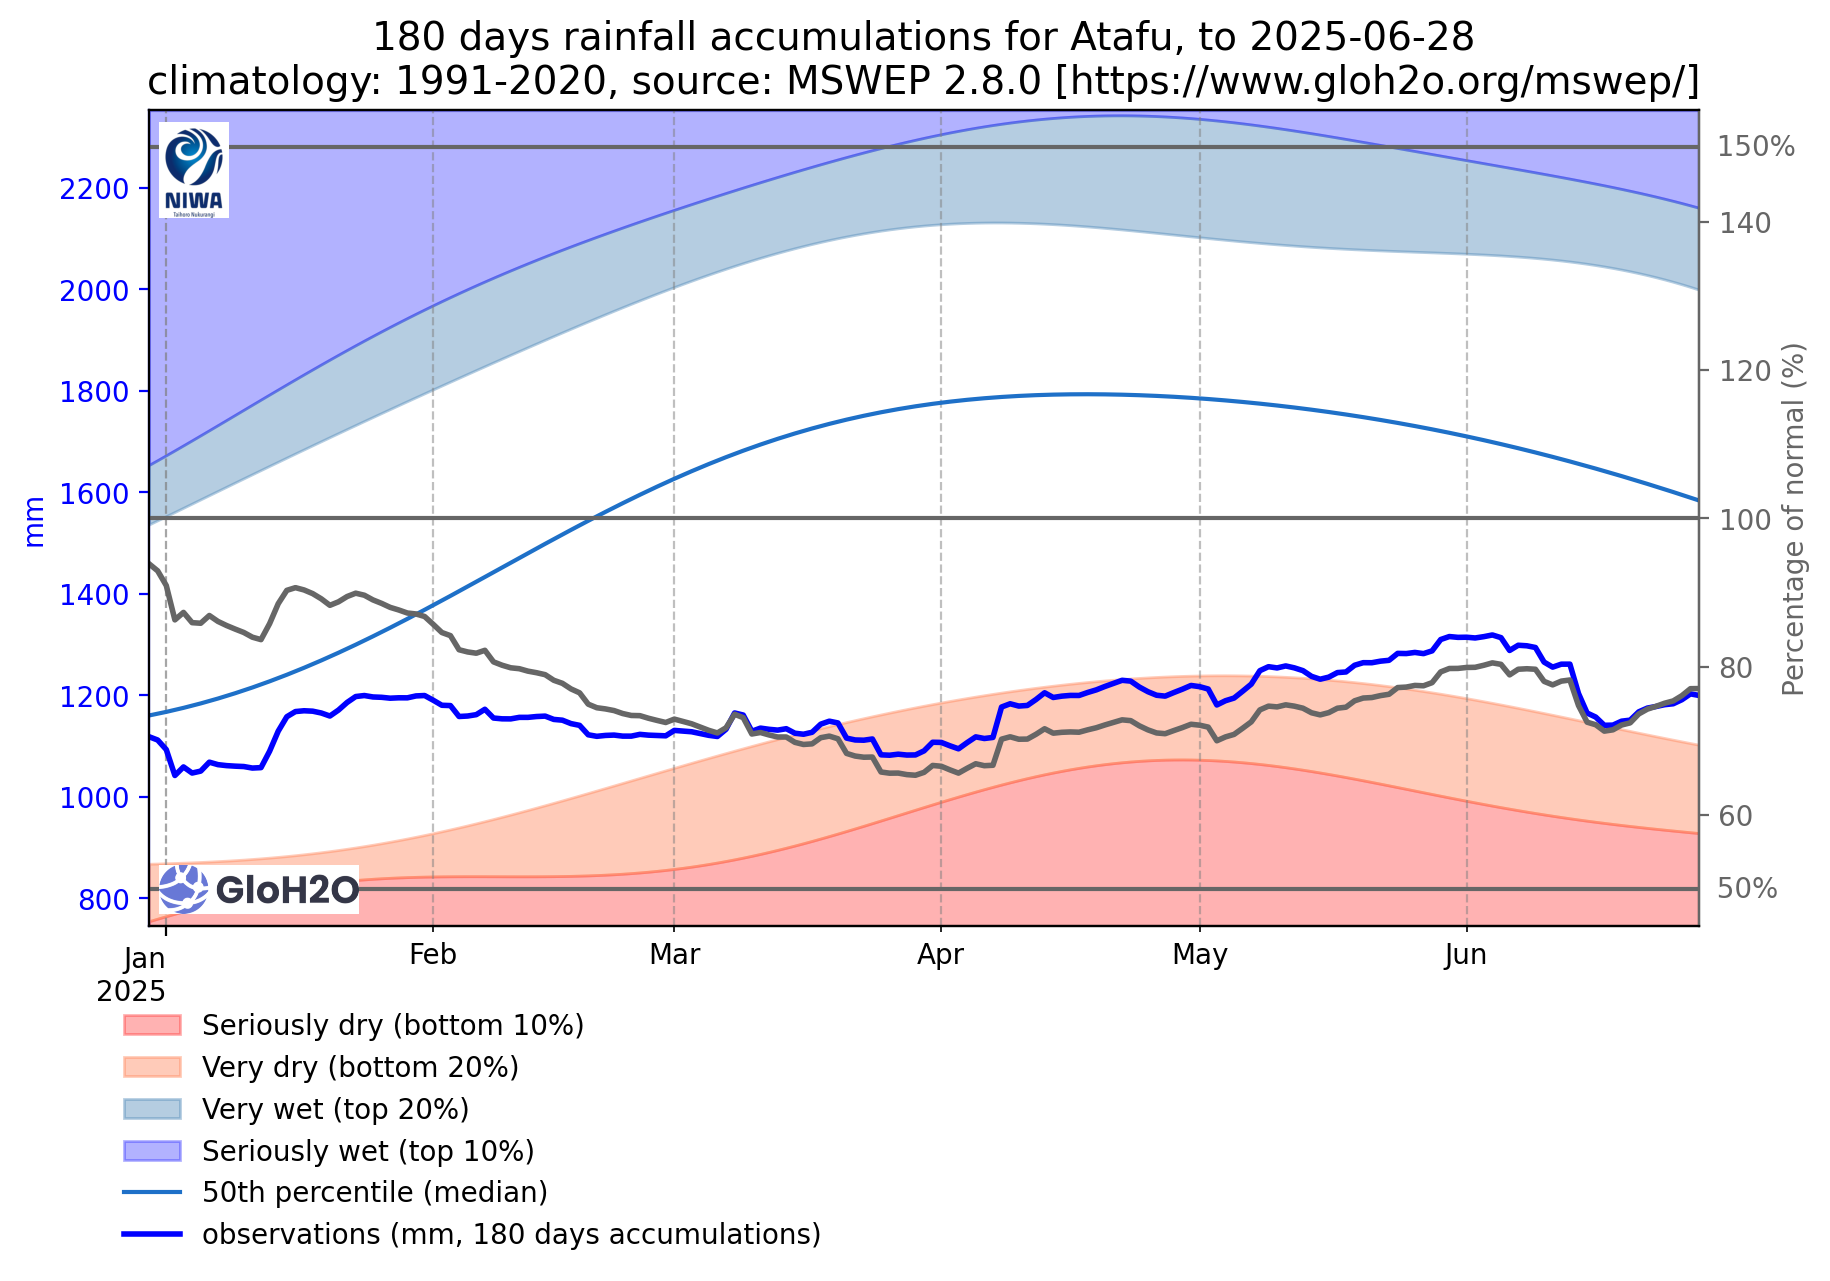 180 days rainfall accumulations for Atafu, to 2025-06-28
climatology: 1991-2020, source: MSWEP 2.8.0 [https://www.gloh2o.org/mswep/]
NIWA
Taihoro Nukurangi
2200
2000
1800
1600
1400
1200
1000
800
mm
150%
140
120
100
80
60
50%
Percentage of normal (%)
GloH2O
Jan
2025
Feb
Mar
Apr
May
Jun
Seriously dry (bottom 10%)
Very dry (bottom 20%)
Very wet (top 20%)
Seriously wet (top 10%)
50th percentile (median)
observations (mm, 180 days accumulations)